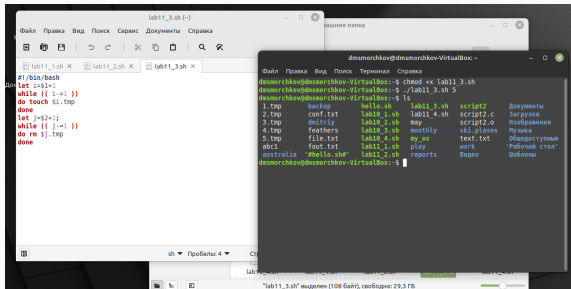 lab11_3.sh (~)
Файл Правка Вид Поиск Сервис Документы Справка
lab11_1.sh × lab11_2.sh × lab11_3.sh ×
#!/bin/bash
let i=$1+1
while (( i-=1 ))
do touch $i.tmp
done
let j=$2+1;
while (( j-=1 ))
do rm $j.tmp
done
sh Пробелы: 4
машняя папка
dmsmorchkov@dmsmorchkov-VirtualBox: ~
Файл Правка Вид Поиск Терминал Справка
dmsmorchkov@dmsmorchkov-VirtualBox:~$ chmod +x lab11_3.sh
dmsmorchkov@dmsmorchkov-VirtualBox:~$ ./lab11_3.sh 5
dmsmorchkov@dmsmorchkov-VirtualBox:~$ ls
1.tmp backup hello.sh lab11_3.sh script2 Документы
2.tmp conf.txt lab10_1.sh lab11_4.sh script2.c Загрузки
3.tmp dmitriy lab10_2.sh may script2.o Изображения
4.tmp feathers lab10_3.sh monthly ski.plases Музыка
5.tmp file.txt lab10_4.sh my_os text.txt Общедоступные
abc1 fout.txt lab11_1.sh play work 'Рабочий стол'
australia '#hello.sh#' lab11_2.sh reports Видео Шаблоны
dmsmorchkov@dmsmorchkov-VirtualBox:~$
"lab11_3.sh" выделен (108 байт), свободно: 29,3 ГБ